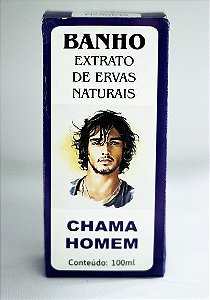 BANHO
EXTRATO
DE ERVAS
NATURAIS
CHAMA
HOMEM
Conteúdo: 100ml